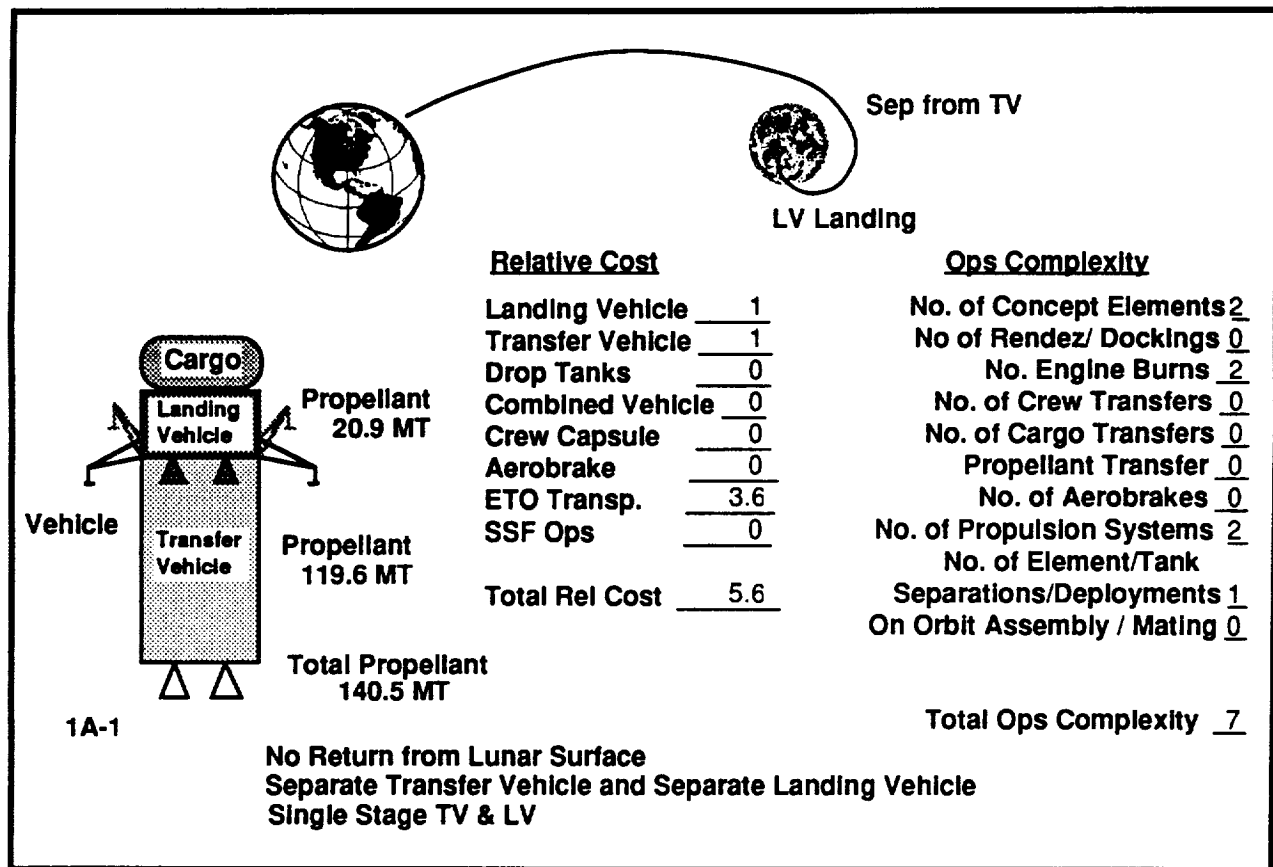 Sep from TV
LV Landing
Relative Cost
Landing Vehicle 1
Transfer Vehicle 1
Drop Tanks 0
Combined Vehicle 0
Crew Capsule 0
Aerobrake 0
ETO Transp. 3.6
SSF Ops 0
Total Rel Cost 5.6
Ops Complexity
No. of Concept Elements 2
No of Rendez/ Dockings 0
No. Engine Burns 2
No. of Crew Transfers 0
No. of Cargo Transfers 0
Propellant Transfer 0
No. of Aerobrakes 0
No. of Propulsion Systems 2
No. of Element/Tank
Separations/Deployments 1
On Orbit Assembly / Mating 0
Total Ops Complexity 7
Cargo
Landing
Vehicle
Propellant
20.9 MT
Vehicle
Transfer
Vehicle
Propellant
119.6 MT
Total Propellant
140.5 MT
1A-1
No Return from Lunar Surface
Separate Transfer Vehicle and Separate Landing Vehicle
Single Stage TV & LV